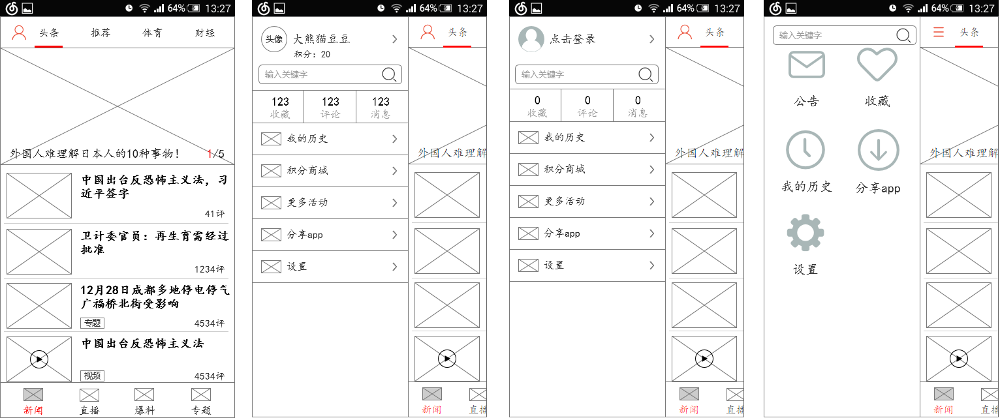 64% 13:27
头条 推荐 体育 财经
外国人难理解日本人的10种事物! 1/5
中国出台反恐怖主义法，习
近平签字
41评
卫计委官员：再生育需经过
批准
1234评
12月28日成都多地停电停气
广福桥北街受影响
专题 4534评
中国出台反恐怖主义法
视频 4534评
新闻 直播 爆料 专题
64% 13:27
头像 大熊猫豆豆
积分：20
输入关键字
123 123 123
收藏 评论 消息
我的历史
积分商城
更多活动
分享app
设置
头条
外国人难理解
新闻 直播
64% 13:27
点击登录
输入关键字
0 0 0
收藏 评论 消息
我的历史
积分商城
更多活动
分享app
设置
头条
外国人难理解
新闻 直播
64% 13:27
输入关键字
公告 收藏
我的历史 分享app
设置
头条
外国人难理解
新闻 直播